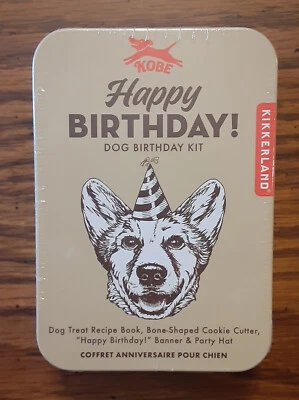 KOBE
Happy
BIRTHDAY!
DOG BIRTHDAY KIT
KIKKERLAND®
Dog Treat Recipe Book, Bone-Shaped Cookie Cutter,
"Happy Birthday!" Banner & Party Hat
COFFRET ANNIVERSAIRE POUR CHIEN